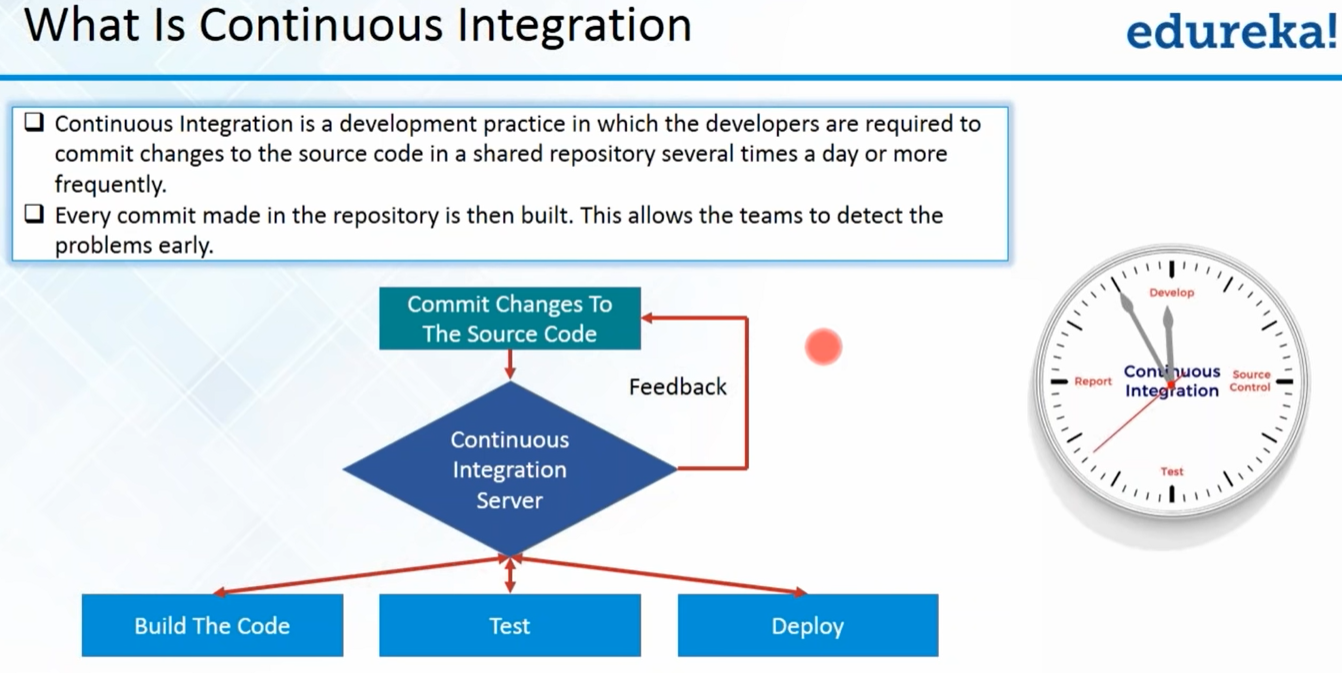 What Is Continuous Integration
edureka!
❑ Continuous Integration is a development practice in which the developers are required to
commit changes to the source code in a shared repository several times a day or more
frequently.
❑ Every commit made in the repository is then built. This allows the teams to detect the
problems early.
Commit Changes To
The Source Code
Feedback
Continuous
Integration
Server
Build The Code
Test
Deploy
Develop
Continuous
Integration
Report
Source
Control
Test